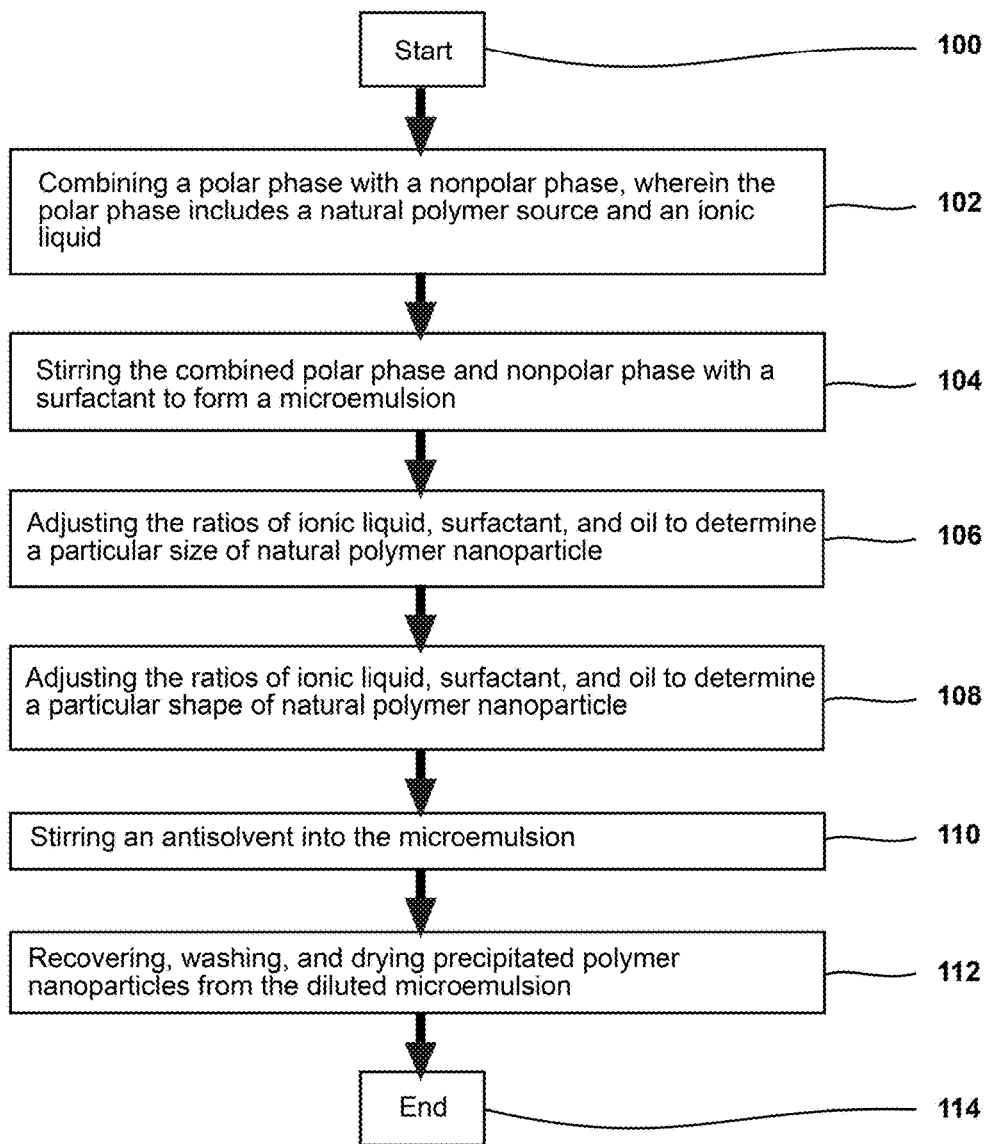 Start
100
Combining a polar phase with a nonpolar phase, wherein the
polar phase includes a natural polymer source and an ionic
liquid
102
Stirring the combined polar phase and nonpolar phase with a
surfactant to form a microemulsion
104
Adjusting the ratios of ionic liquid, surfactant, and oil to determine
a particular size of natural polymer nanoparticle
106
Adjusting the ratios of ionic liquid, surfactant, and oil to determine
a particular shape of natural polymer nanoparticle
108
Stirring an antisolvent into the microemulsion
110
Recovering, washing, and drying precipitated polymer
nanoparticles from the diluted microemulsion
112
End
114